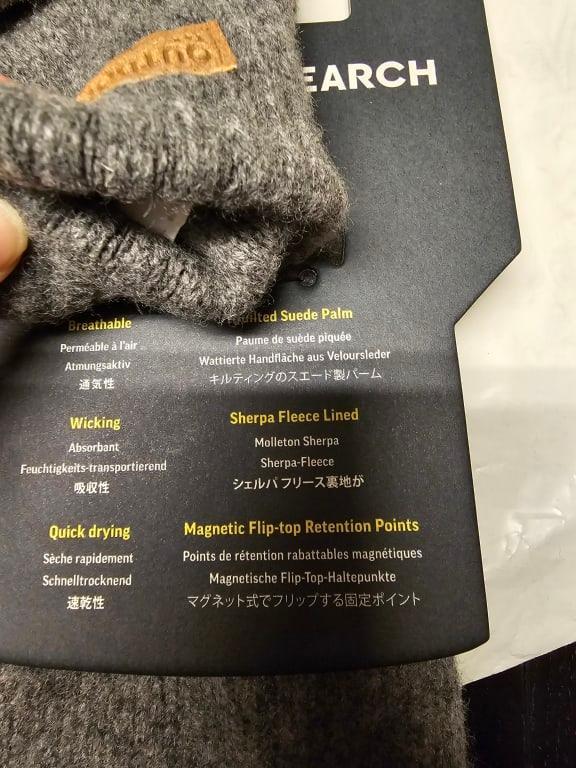 OUTD
EARCH
Breathable
Perméable à l'air
Atmungsaktiv
通気性
Suede Palm
Paume de suède piquée
Wattierte Handfläche aus Veloursleder
キルティングのスエード製パーム
Wicking
Absorbant
Feuchtigkeits-transportierend
吸収性
Sherpa Fleece Lined
Molleton Sherpa
Sherpa-Fleece
シェルパ フリース裏地が
Quick drying
Sèche rapidement
Schnelltrocknend
速乾性
Magnetic Flip-top Retention Points
Points de rétention rabattables magnétiques
Magnetische Flip-Top-Haltepunkte
マグネット式でフリップする固定ポイント